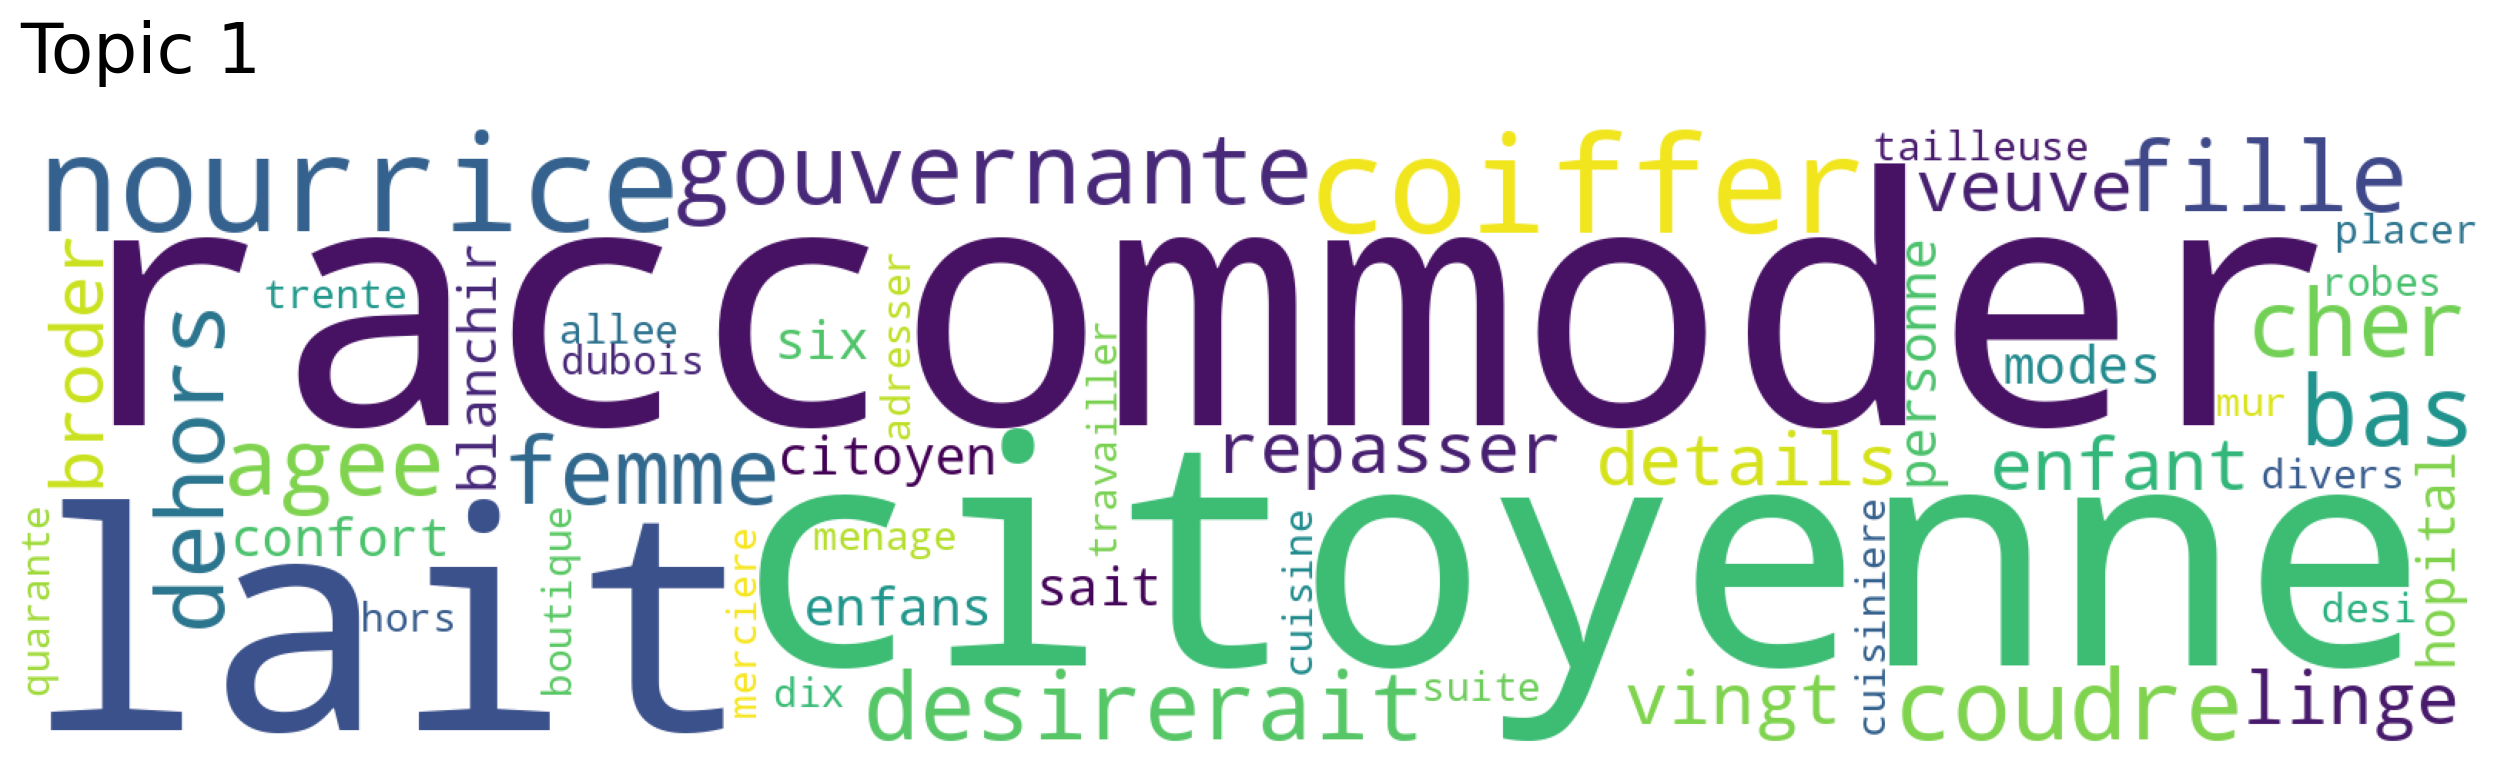 Topic 1
nourrice
gouvernante
coiffer
tailleuse
veuve
fille
placer
broder
raccommoder
dehors
trente
blanchir
allee
dubois
six
adresser
travailler
personne
modes
robes
cher
mur
bas
agee
femme
citoyen
repasser
details
enfant
divers
hopital
quarante
lait
confort
hors
boutique
merciere
citoyenne
menage
enfans
sait
cuisine
cuisiniere
desi
dix
desirerait
suite
vingt
coudre
linge